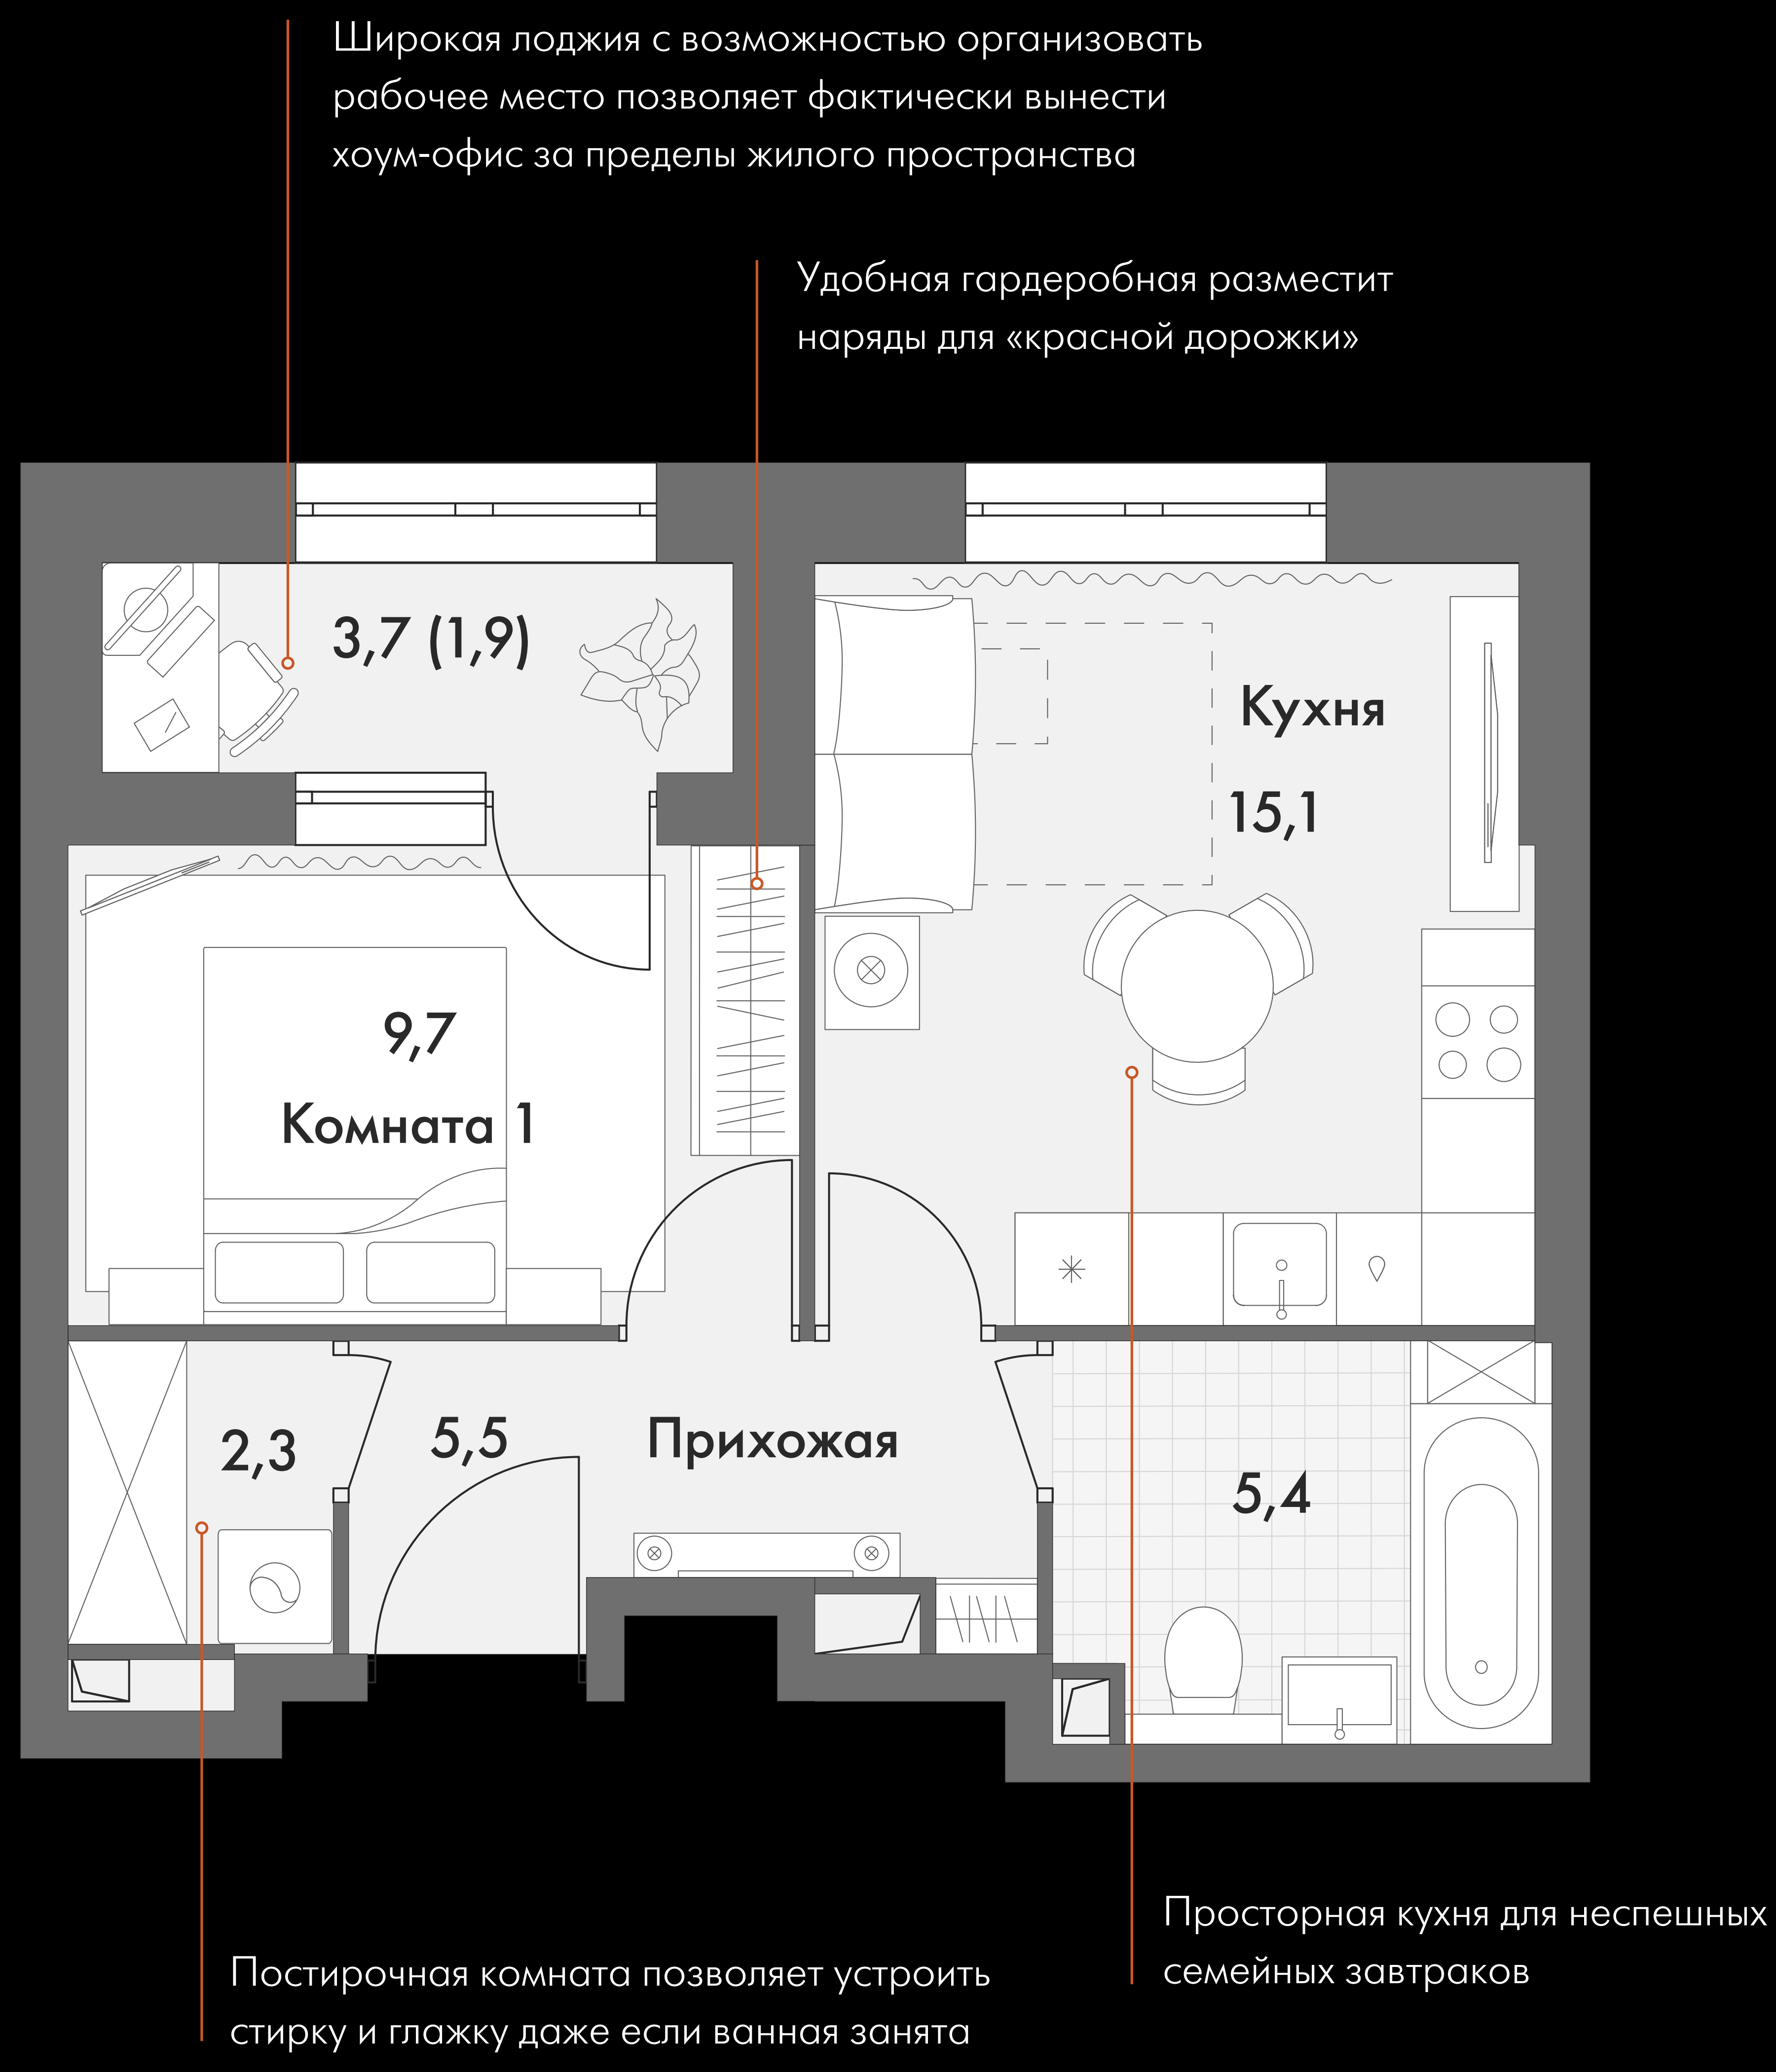 Широкая лоджия с возможностью организовать
рабочее место позволяет фактически вынести
хоум-офис за пределы жилого пространства
Удобная гардеробная разместит
наряды для «красной дорожки»
3,7 (1,9)
Кухня
15,1
9,7
Комната 1
2,3
5,5
Прихожая
5,4
Просторная кухня для неспешных
семейных завтраков
Постирочная комната позволяет устроить
стирку и глажку даже если ванная занята